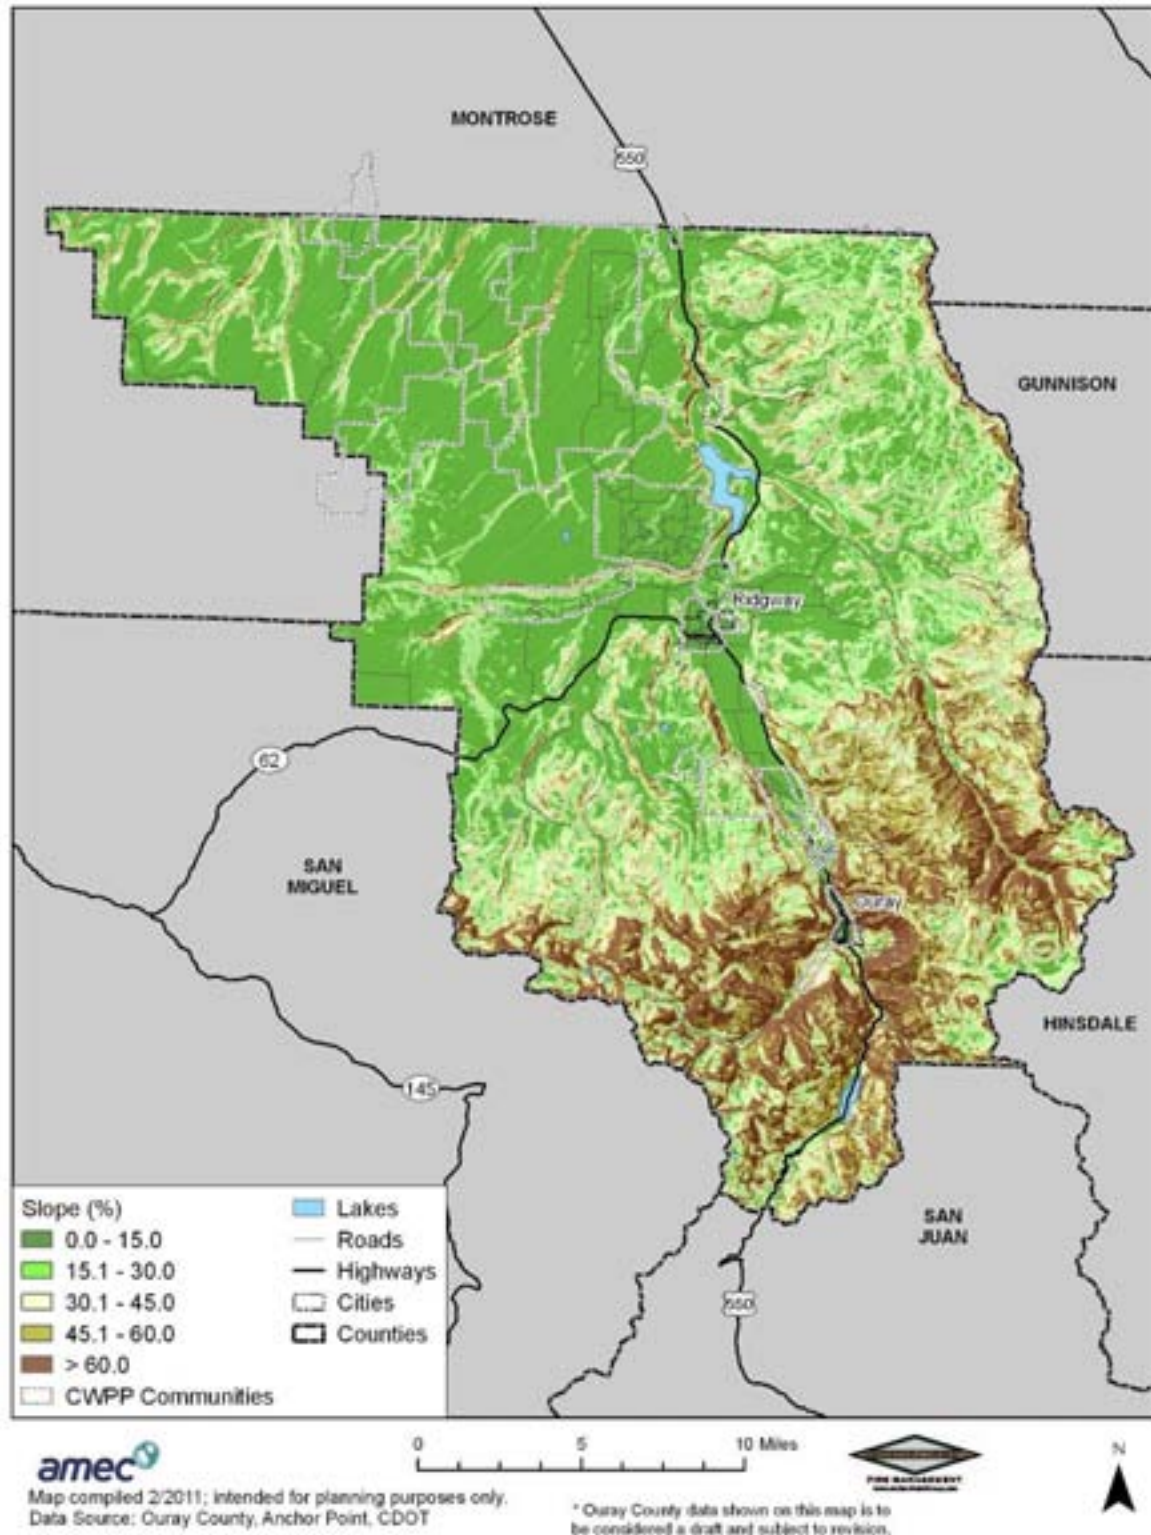 MONTROSE
550
GUNNISON
Ridgway
62
SAN
MIGUEL
Ouray
HINSDALE
145
SAN
JUAN
550
Slope (%)
0.0 - 15.0
15.1 - 30.0
30.1 - 45.0
45.1 - 60.0
> 60.0
CWPP Communities
Lakes
Roads
Highways
Cities
Counties
amec
0 5 10 Miles
N
FIRE MANAGEMENT
Map compiled 2/2011; intended for planning purposes only.
Data Source: Ouray County, Anchor Point, CDOT
* Ouray County data shown on this map is to
be considered a draft and subject to revision.